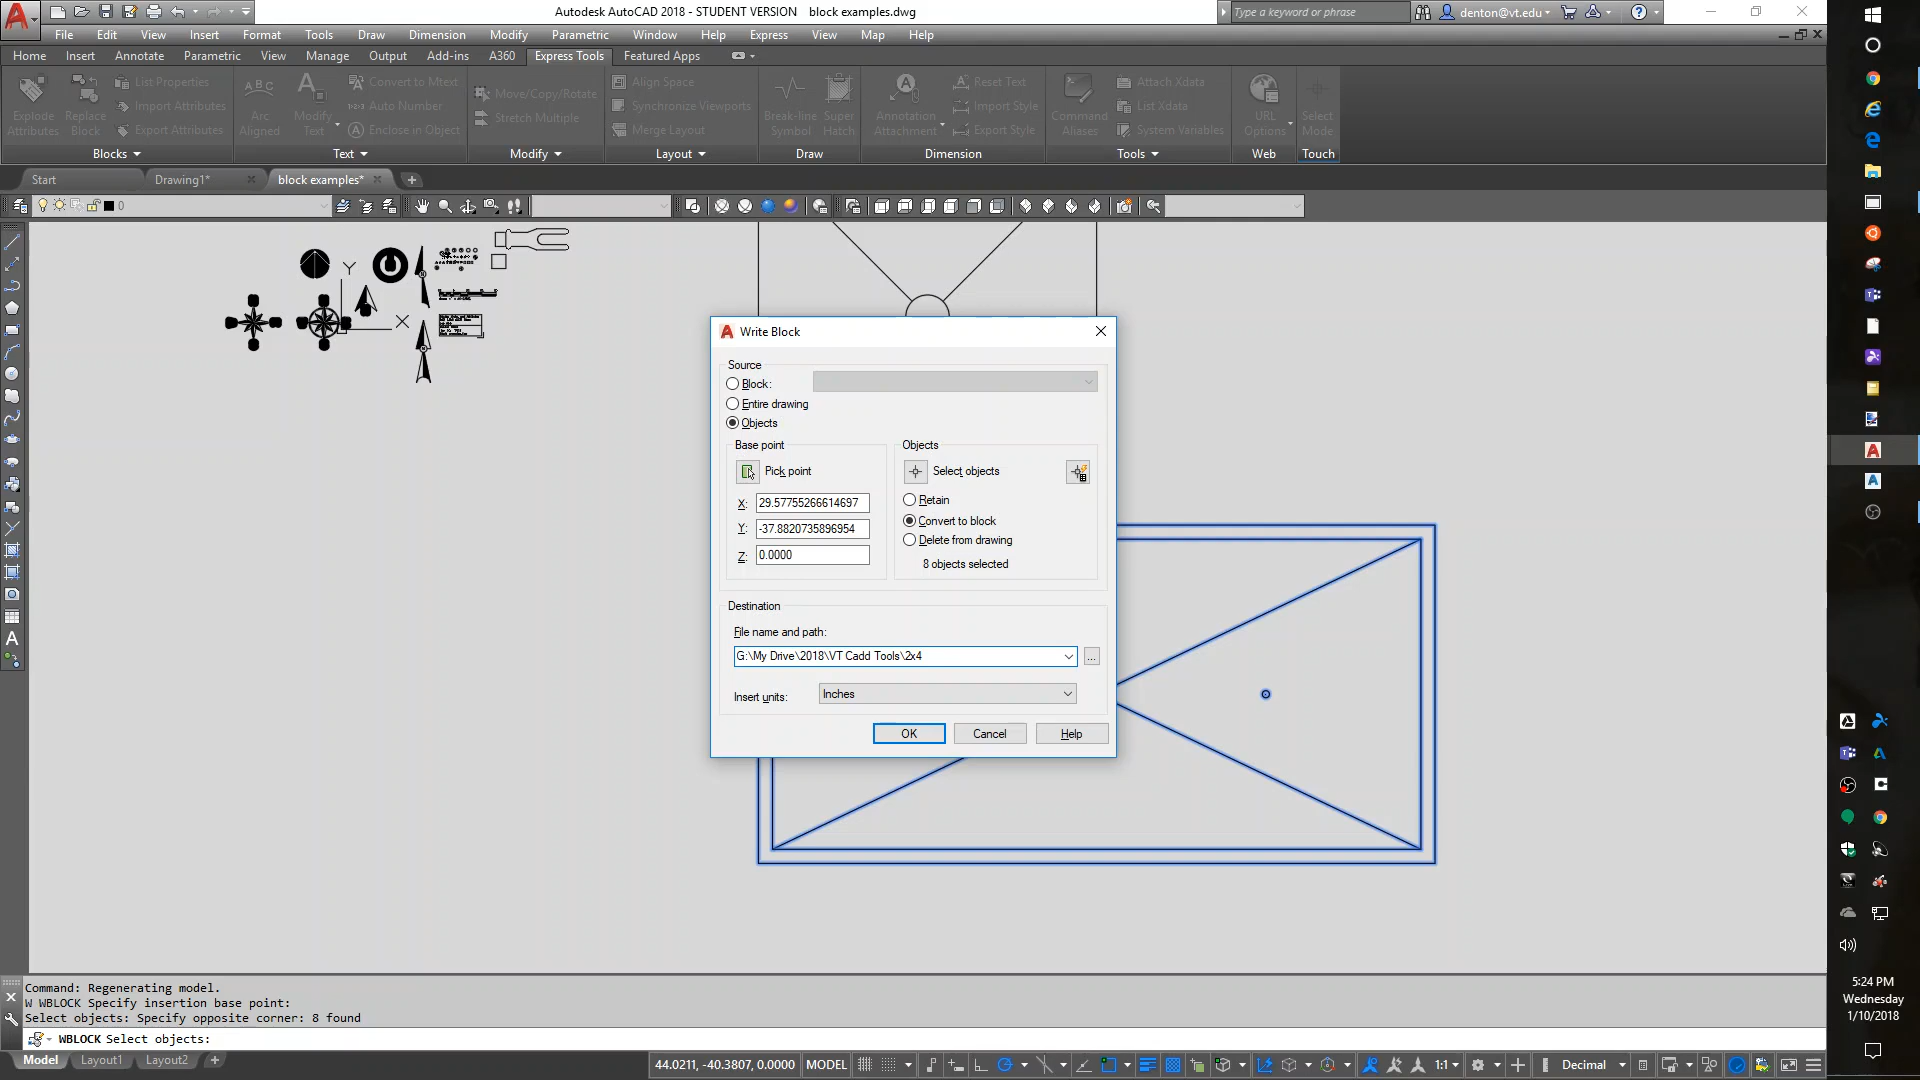 Autodesk AutoCAD 2018 - STUDENT VERSION block examples.dwg
Type a keyword or phrase
denton@vt.edu
File Edit View Insert Format Tools Draw Dimension Modify Parametric Window Help Express View Map Help
Home Insert Annotate Parametric View Manage Output Add-ins A360 Express Tools Featured Apps
Explode Attributes
Replace Block
List Properties
Import Attributes
Export Attributes
Blocks
Arc Aligned
Modify Text
Convert to Mtext
Auto Number
Enclose in Object
Text
Move/Copy/Rotate
Stretch Multiple
Modify
Align Space
Synchronize Viewports
Merge Layout
Layout
Break-line Symbol
Super Hatch
Draw
Annotation Attachment
Reset Text
Import Style
Export Style
Dimension
Command Aliases
Attach Xdata
List Xdata
System Variables
Tools
URL Options
Web
Select Mode
Touch
Start Drawing1* block examples*
0
Y
X
Write Block
Source
Block:
Entire drawing
Objects
Base point
Pick point
X: 29.57755266614697
Y: -37.8820735896954
Z: 0.0000
Objects
Select objects
Retain
Convert to block
Delete from drawing
8 objects selected
Destination
File name and path:
G:\My Drive\2018\VT Cadd Tools\2x4
...
Insert units: Inches
OK Cancel Help
Command: Regenerating model.
W WBLOCK Specify insertion base point:
Select objects: Specify opposite corner: 8 found
WBLOCK Select objects:
Model Layout1 Layout2 +
44.0211, -40.3807, 0.0000 MODEL 1:1 Decimal
5:24 PM
Wednesday
1/10/2018